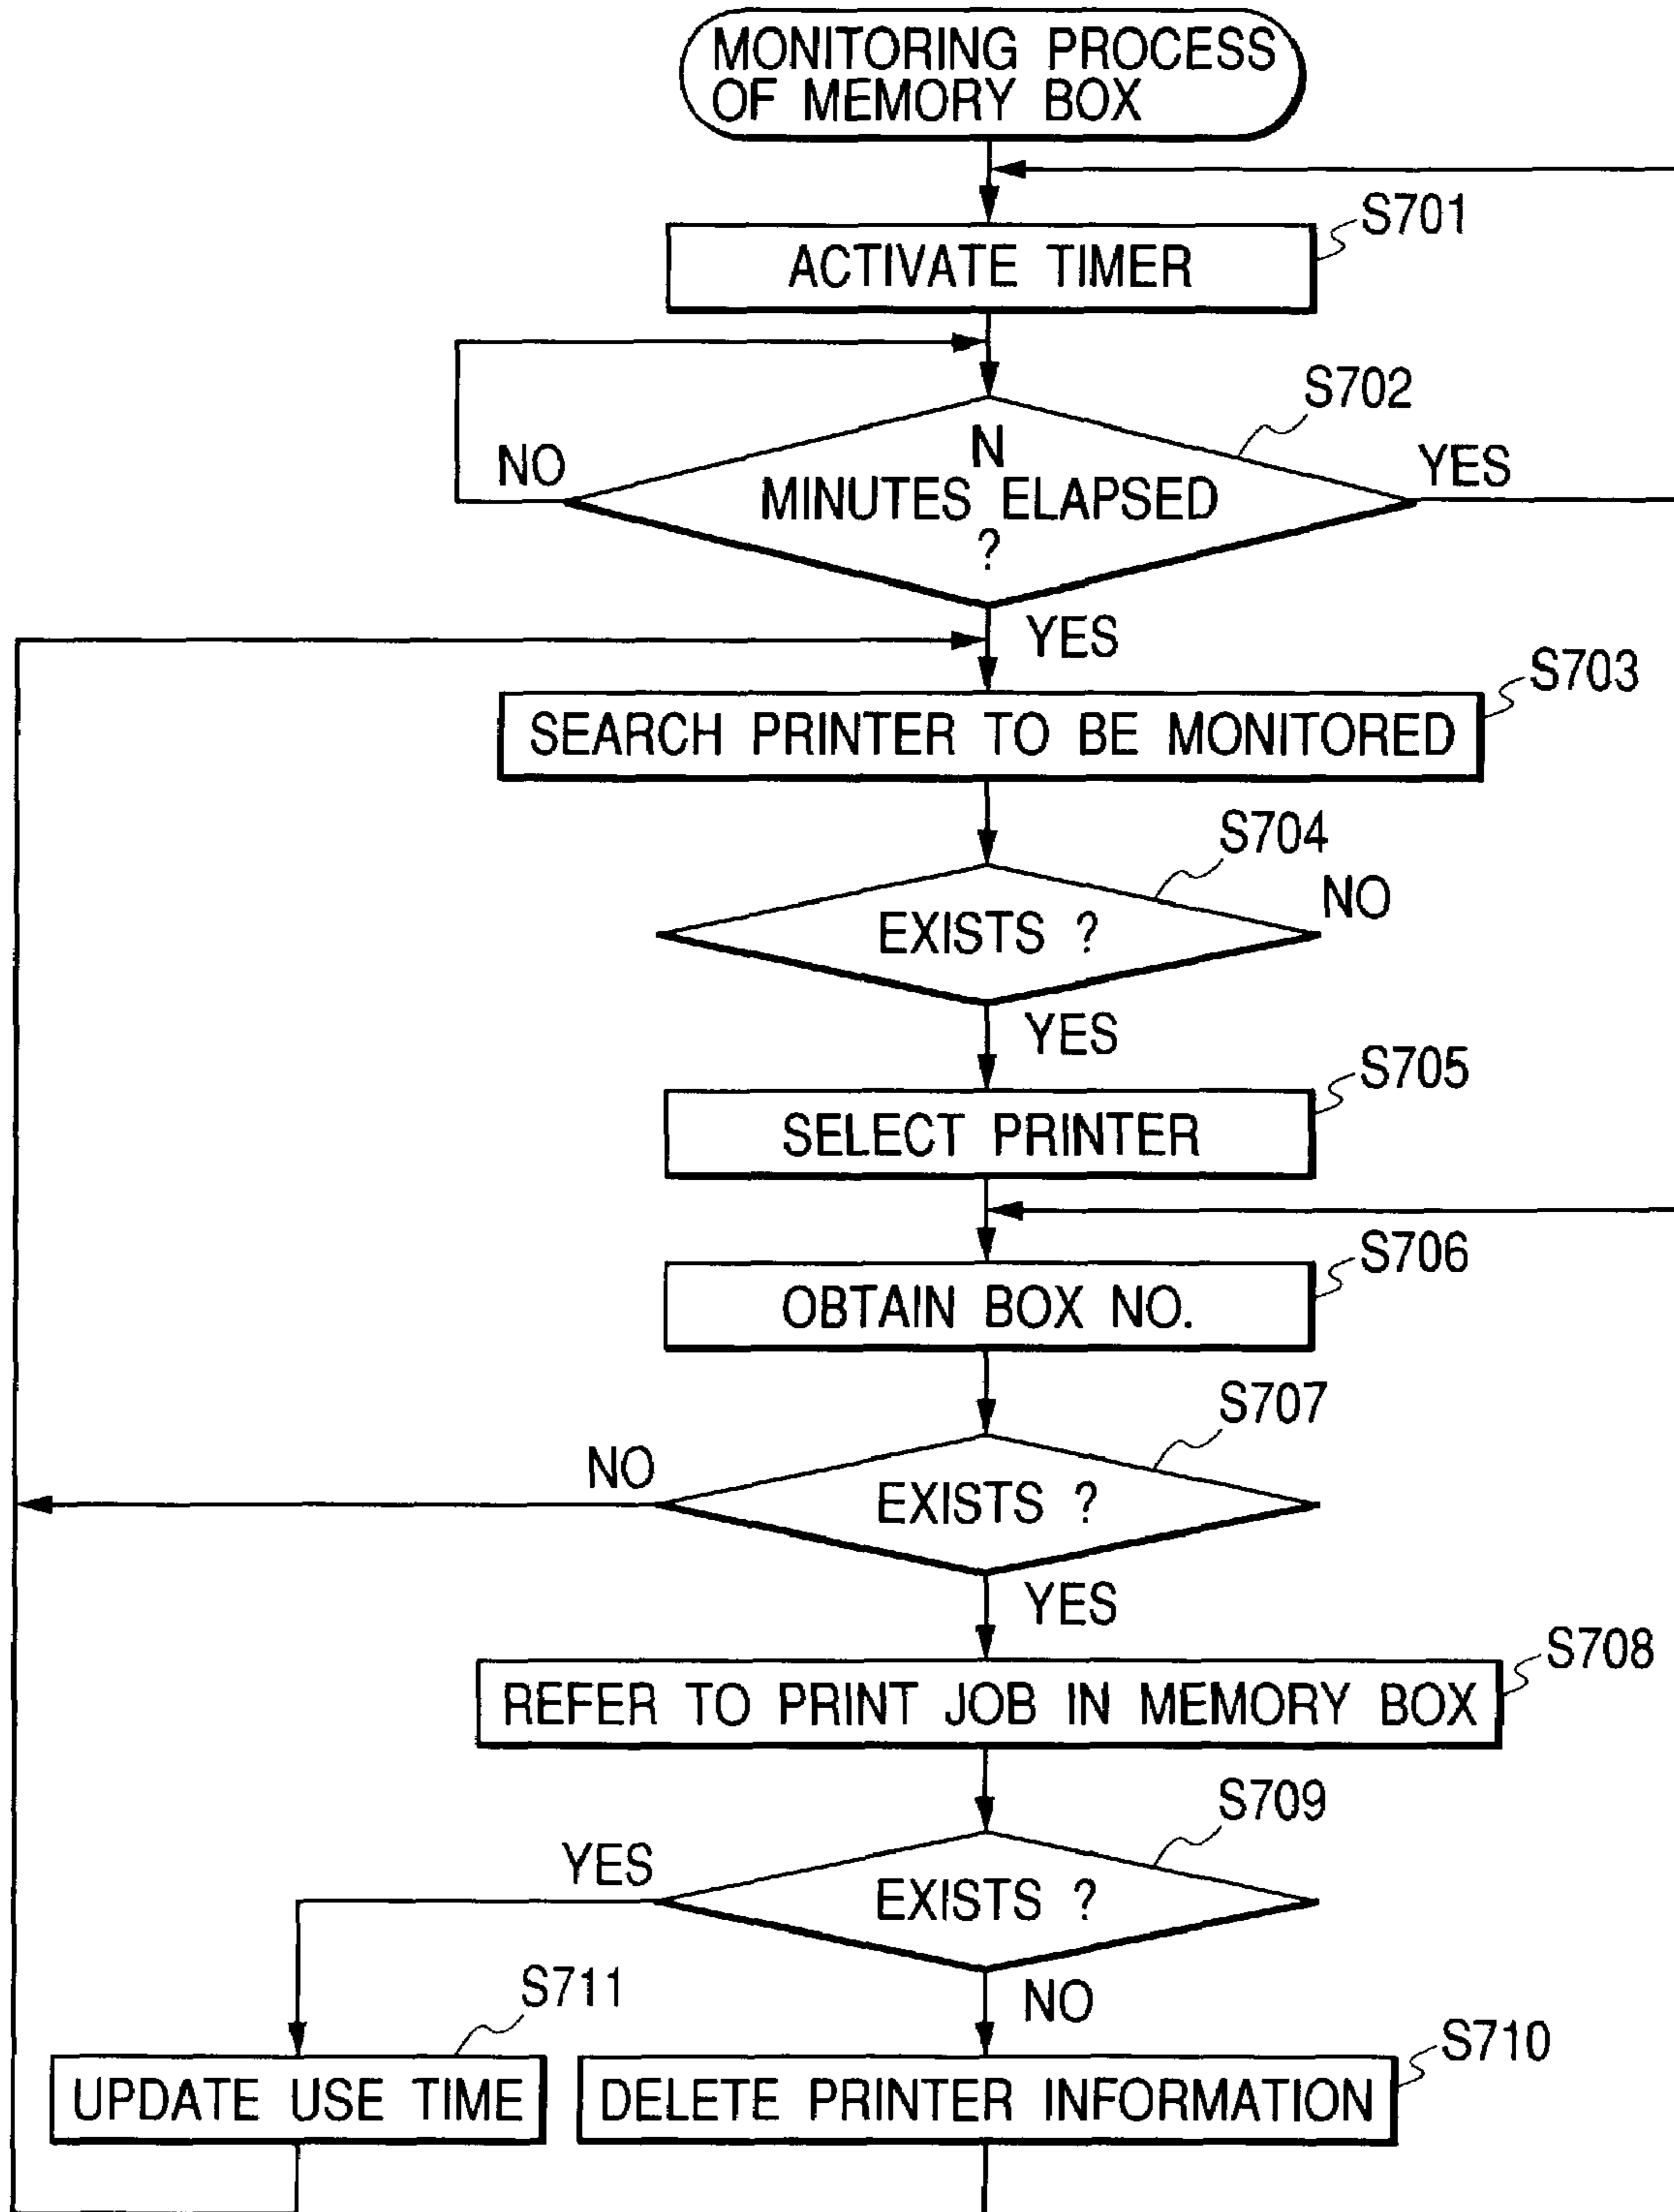 MONITORING PROCESS
OF MEMORY BOX
S701
ACTIVATE TIMER
S702
N
MINUTES ELAPSED
?
NO
YES
YES
S703
SEARCH PRINTER TO BE MONITORED
S704
EXISTS ?
NO
YES
S705
SELECT PRINTER
S706
OBTAIN BOX NO.
S707
NO
EXISTS ?
YES
S708
REFER TO PRINT JOB IN MEMORY BOX
S709
YES
EXISTS ?
NO
S711
S710
UPDATE USE TIME
DELETE PRINTER INFORMATION